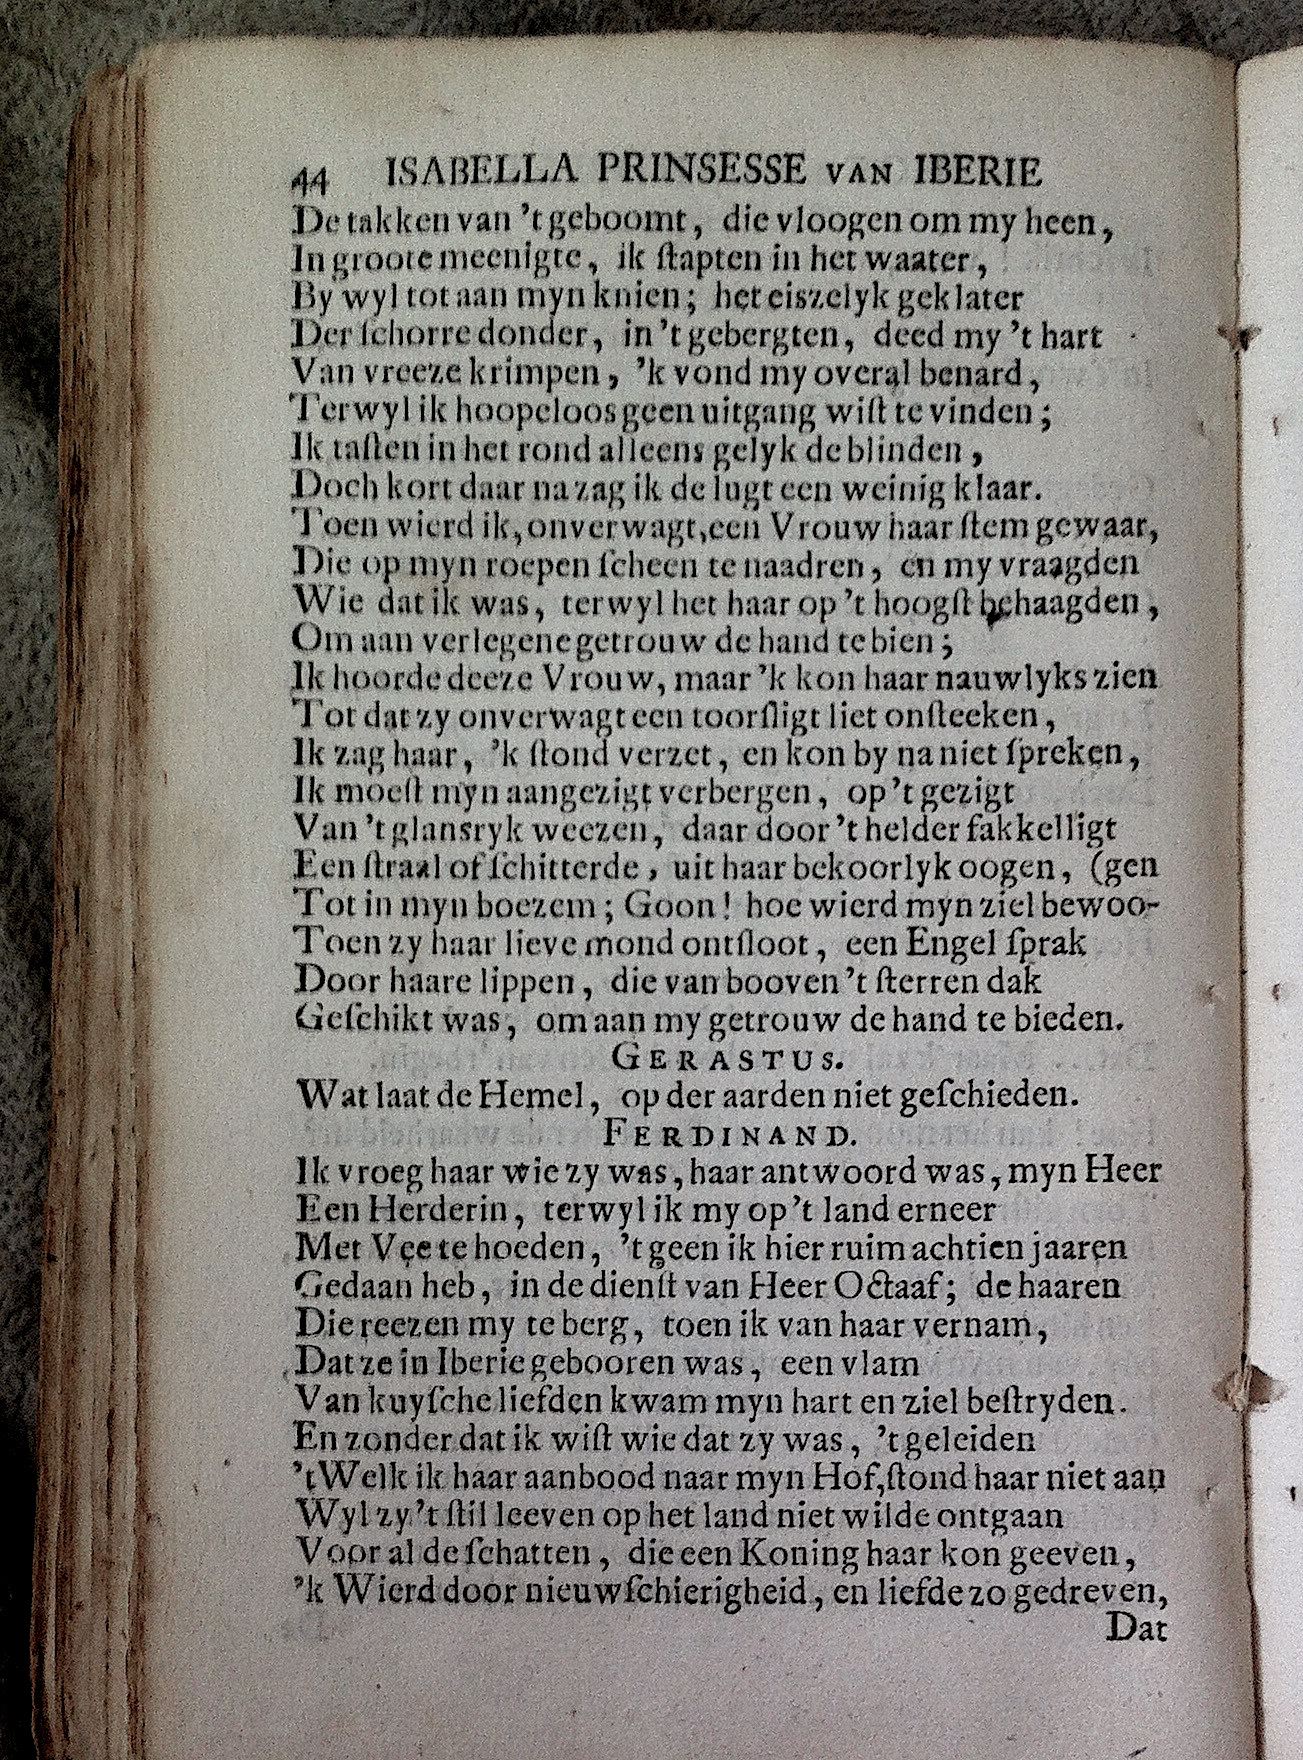 44 ISABELLA PRINSESSE VAN IBERIE
De takken van 't geboomt, die vloogen om my heen,
In groote meenigte, ik ſtapten in het waater,
By wyl tot aan myn knien; het eiszelyk geklater
Der ſchorre donder, in 't gebergten, deed my 't hart
Van vreeze krimpen, 'k vond my overal benard,
Terwyl ik hoopeloos geen uitgang wiſt te vinden;
Ik taſten in het rond alleens gelyk de blinden,
Doch kort daar na zag ik de lugt een weinig klaar.
Toen wierd ik, onverwagt, een Vrouw haar ſtem gewaar,
Die op myn roepen ſcheen te naadren, en my vraagden
Wie dat ik was, terwyl het haar op 't hoogſt behaagden,
Om aan verlegene getrouw de hand te bien;
Ik hoorde deeze Vrouw, maar 'k kon haar nauwlyks zien
Tot dat zy onverwagt een toorſligt liet onſteeken,
Ik zag haar, 'k ſtond verzet, en kon by na niet ſpreken,
Ik moeſt myn aangezigt verbergen, op 't gezigt
Van 't glansryk weezen, daar door 't helder fakkelligt
Een ſtraal of ſchitterde, uit haar bekoorlyk oogen, (gen
Tot in myn boezem; Goon! hoe wierd myn ziel bewoo-
Toen zy haar lieve mond ontſloot, een Engel ſprak
Door haare lippen, die van booven 't ſterren dak
Geſchikt was, om aan my getrouw de hand te bieden.
GERASTUS.
Wat laat de Hemel, op der aarden niet geſchieden.
FERDINAND.
Ik vroeg haar wie zy was, haar antwoord was, myn Heer
Een Herderin, terwyl ik my op 't land erneer
Met Vee te hoeden, 't geen ik hier ruim achtien jaaren
Gedaan heb, in de dienſt van Heer Octaaf; de haaren
Die reezen my te berg, toen ik van haar vernam,
Dat ze in Iberie gebooren was, een vlam
Van kuyſche liefden kwam myn hart en ziel beſtryden.
En zonder dat ik wiſt wie dat zy was, 't geleiden
't Welk ik haar aanbood naar myn Hof, ſtond haar niet aan
Wyl zy 't ſtil leeven op het land niet wilde ontgaan
Voor al de ſchatten, die een Koning haar kon geeven,
'k Wierd door nieuwſchierigheid, en liefde zo gedreven,
Dat